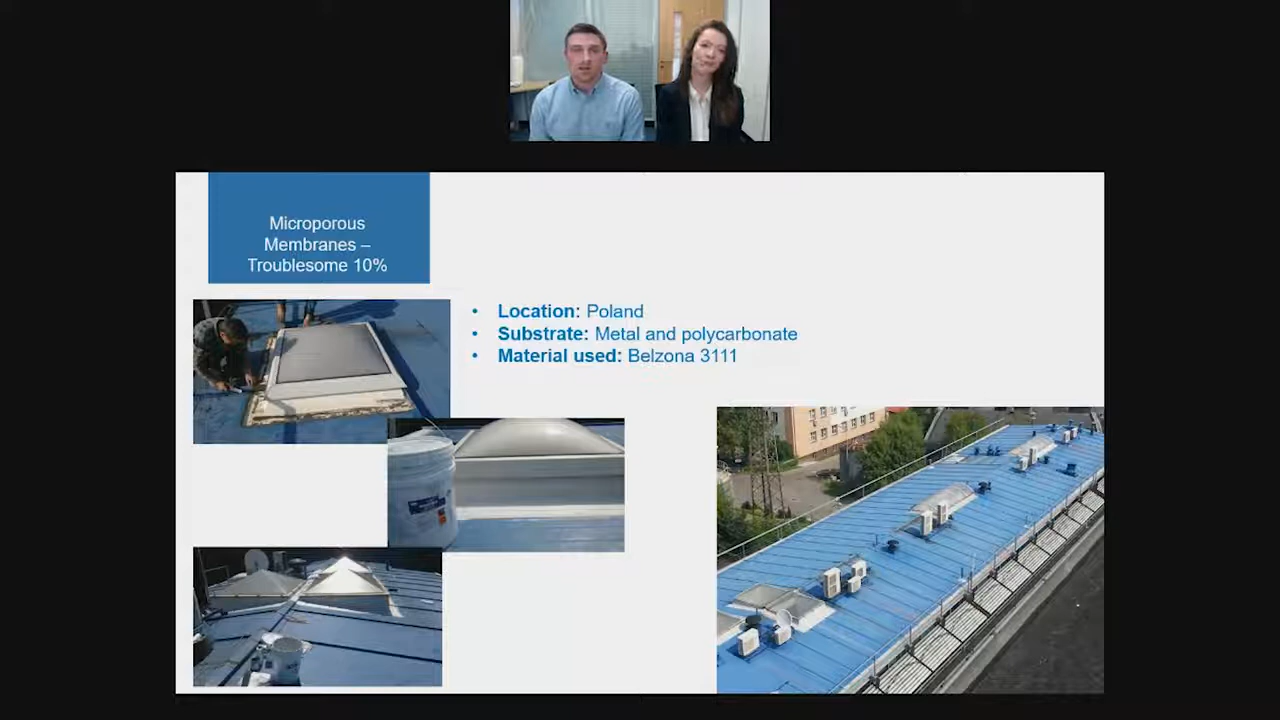 Microporous
Membranes –
Troublesome 10%
• Location: Poland
• Substrate: Metal and polycarbonate
• Material used: Belzona 3111